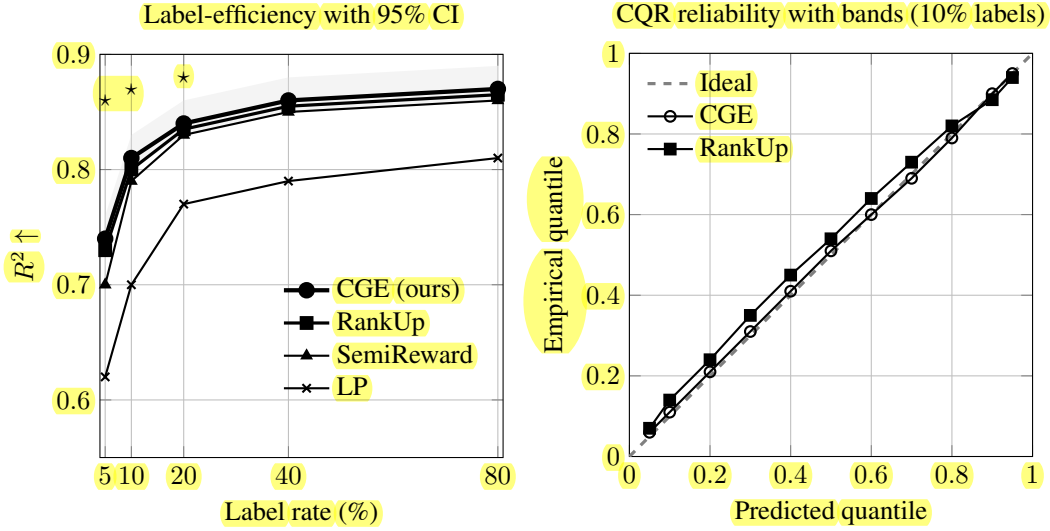 Label-efficiency with 95% CI
0.9
0.8
0.7
0.6
R² ↑
⋆ ⋆ ⋆
CGE (ours)
RankUp
SemiReward
LP
5 10 20 40 80
Label rate (%)
CQR reliability with bands (10% labels)
1
0.8
0.6
0.4
0.2
0
Empirical quantile
Ideal
CGE
RankUp
0 0.2 0.4 0.6 0.8 1
Predicted quantile